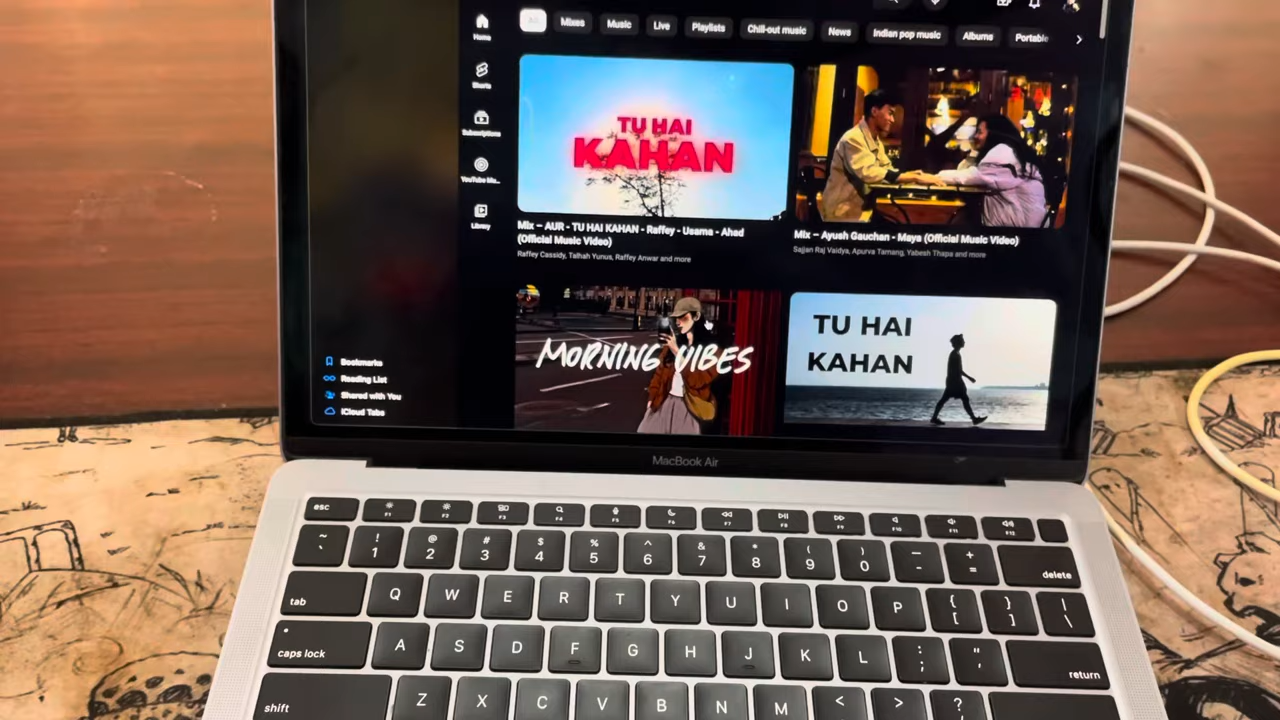 Home
All
Mixes
Music
Live
Playlists
Chill-out music
News
Indian pop music
Albums
Portable
Shorts
Subscriptions
YouTube Mu...
Library
TU HAI
KAHAN
Mix – AUR - TU HAI KAHAN - Raffey - Usama - Ahad
(Official Music Video)
Raffey Cassidy, Talhah Yunus, Raffey Anwar and more
Mix – Ayush Gauchan - Maya (Official Music Video)
Sajjan Raj Vaidya, Apurva Tamang, Yabesh Thapa and more
MORNING VIBES
TU HAI
KAHAN
Bookmarks
Reading List
Shared with You
iCloud Tabs
MacBook Air
esc F1 F2 F3 F4 F5 F6 F7 F8 F9 F10 F11 F12
~ ! @ # $ % ^ & * ( ) — +
` 1 2 3 4 5 6 7 8 9 0 - = delete
tab Q W E R T Y U I O P { } |
[ ] \
caps lock A S D F G H J K L : "
; ' return
shift Z X C V B N M < > ?